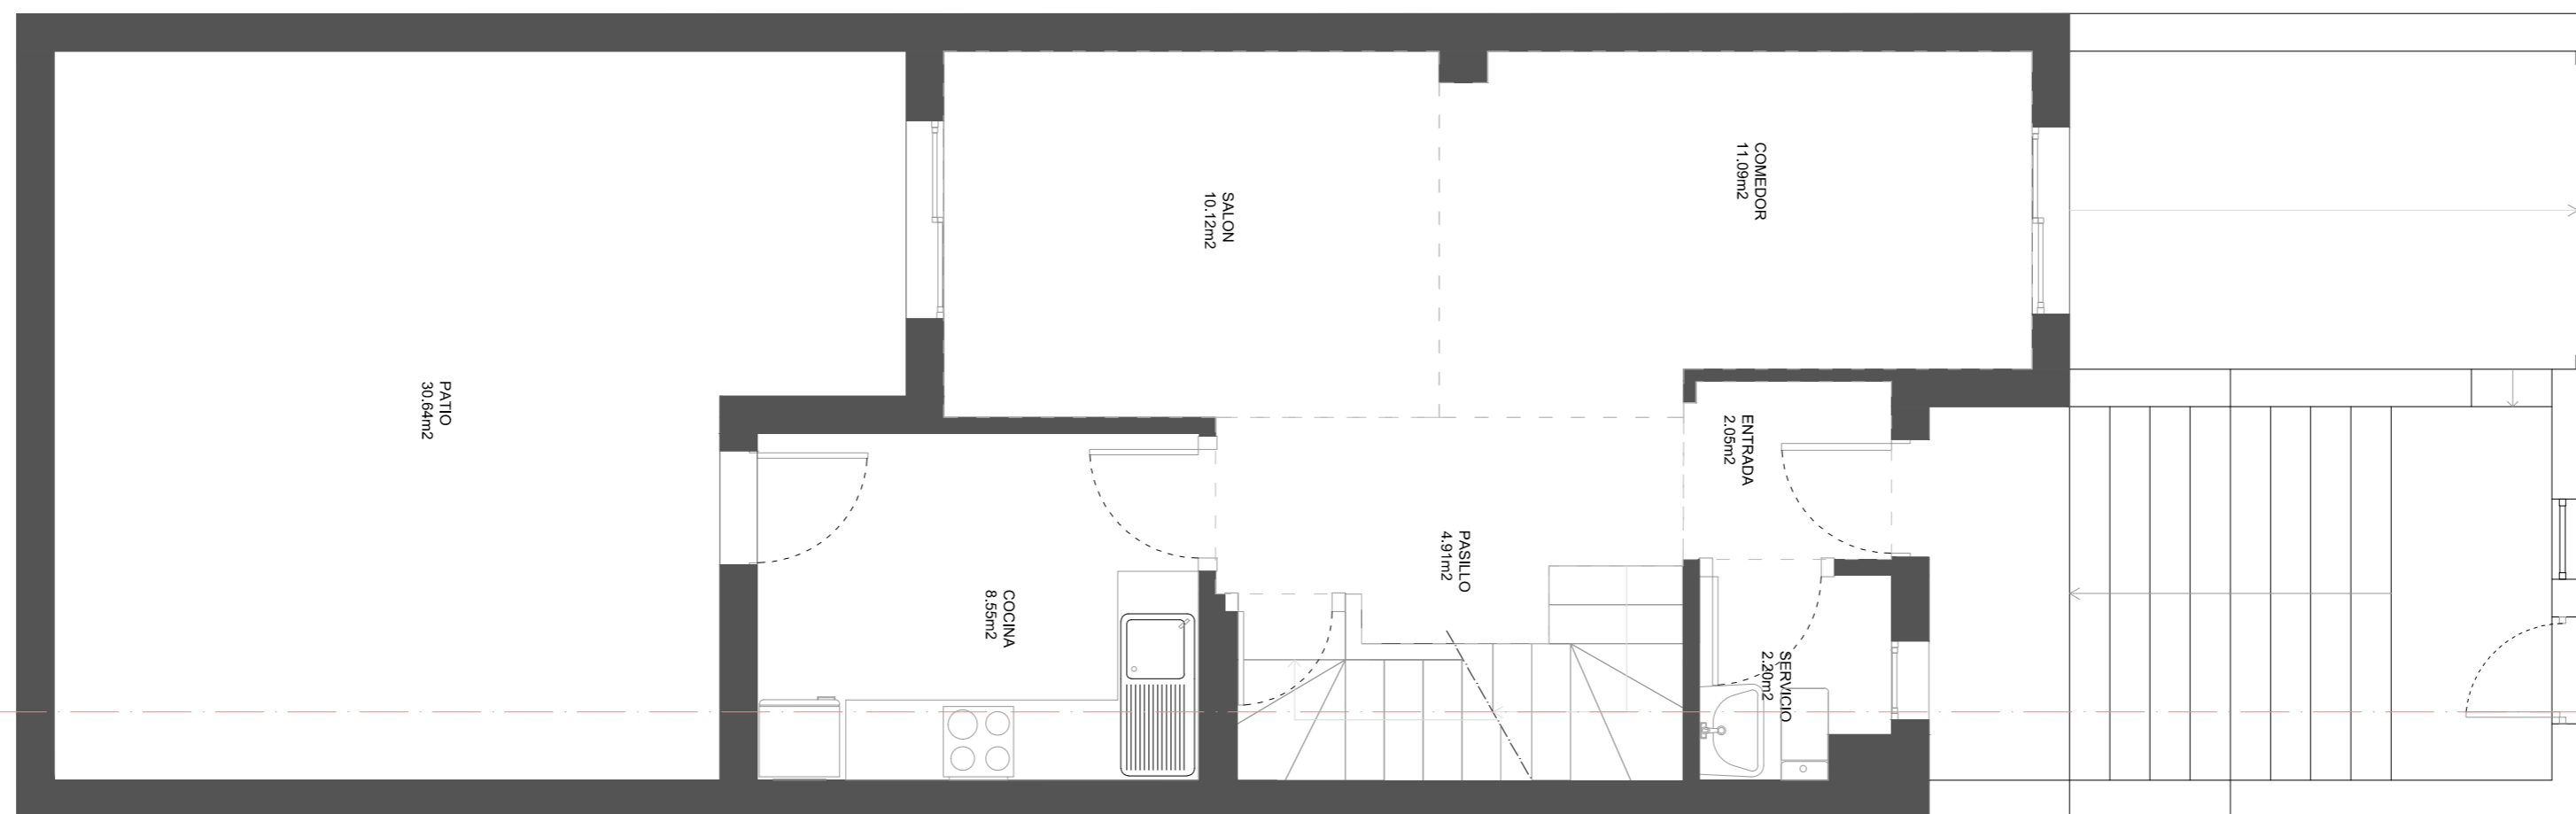 PATIO
30.64m2
SALON
10.12m2
COMEDOR
11.09m2
COCINA
8.55m2
PASILLO
4.91m2
ENTRADA
2.05m2
SERVICIO
2.20m2